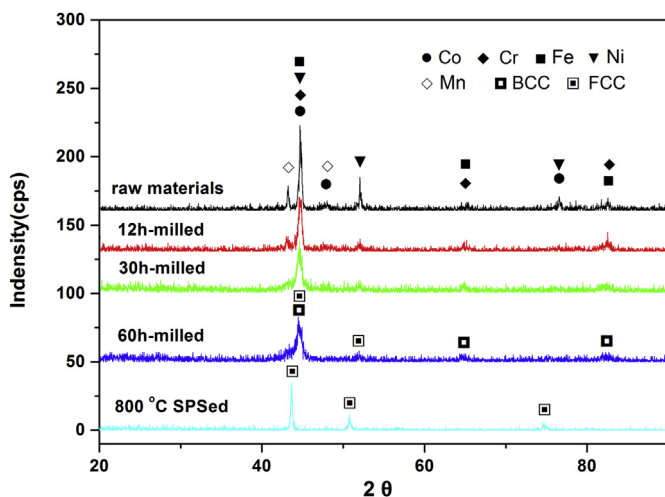 300
Co Cr Fe Ni
Mn BCC FCC
250
200
raw materials
150
12h-milled
30h-milled
100
60h-milled
50
800 °C SPSed
0
20 40 60 80
2 θ
Indensity(cps)